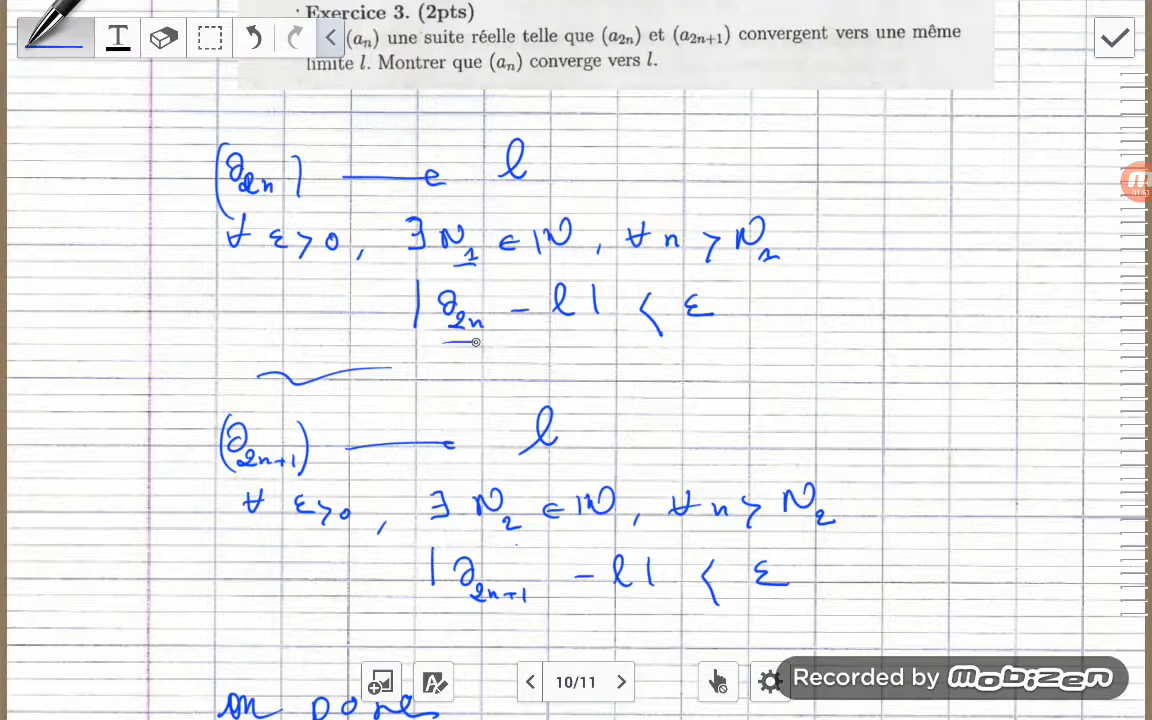 Exercice 3. (2pts)
(aₙ) une suite réelle telle que (a₂ₙ) et (a₂ₙ₊₁) convergent vers une même
limite l. Montrer que (aₙ) converge vers l.
T
(a₂ₙ) → l
∀ ε > 0, ∃ N₁ ∈ ℕ, ∀ n > N₁
|a₂ₙ - l| < ε
(a₂ₙ₊₁) → l
∀ ε > 0, ∃ N₂ ∈ ℕ, ∀ n > N₂
|a₂ₙ₊₁ - l| < ε
on pose
10/11
Recorded by mobizen